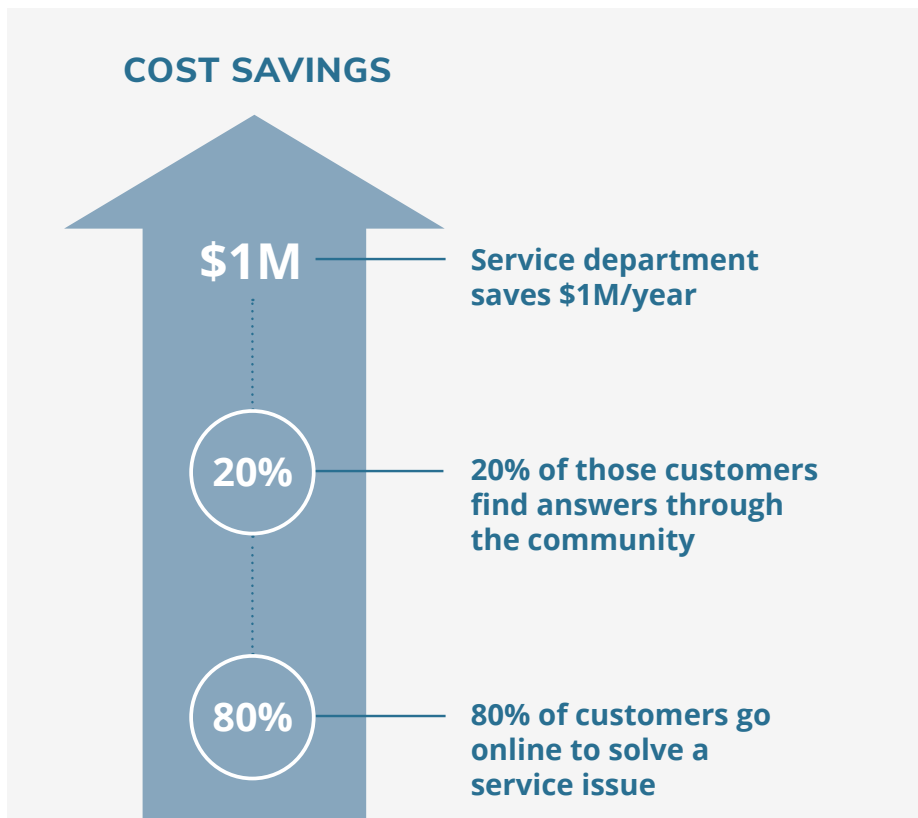 COST SAVINGS
$1M
Service department
saves $1M/year
20%
20% of those customers
find answers through
the community
80%
80% of customers go
online to solve a
service issue